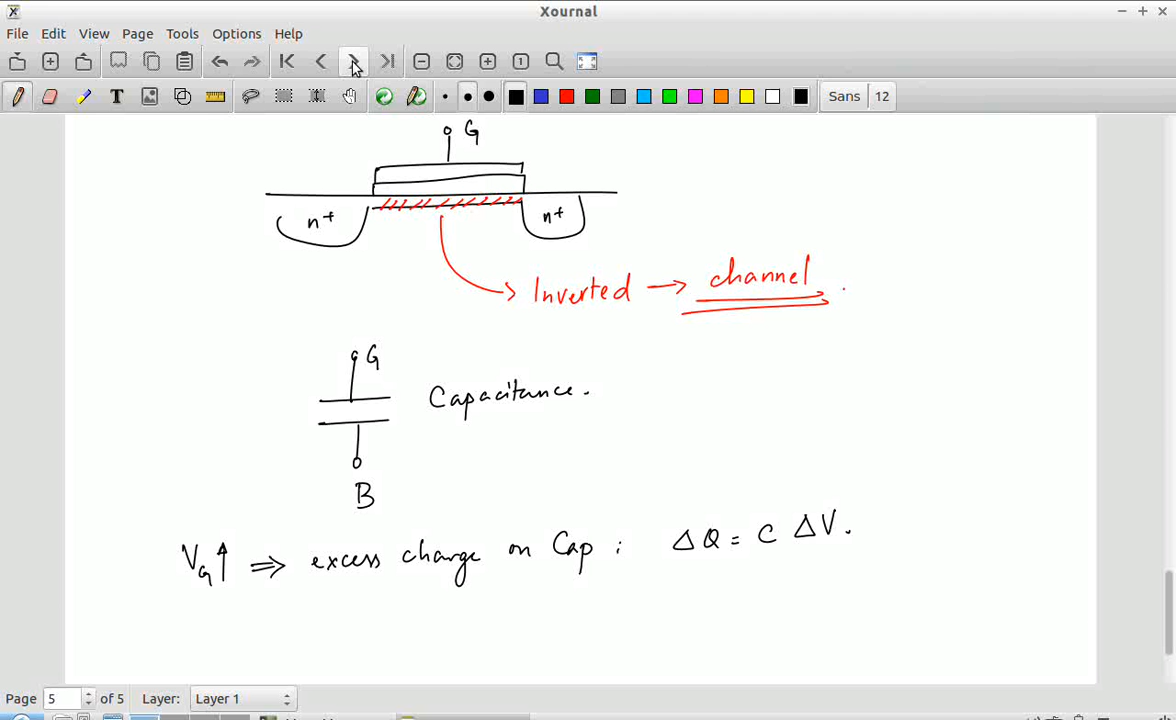 Xournal
File Edit View Page Tools Options Help
Sans 12
G
n+ n+
Inverted → channel .
G
Capacitance.
B
VG↑ ⇒ excess charge on Cap : ΔQ = C ΔV.
Page 5 of 5 Layer: Layer 1